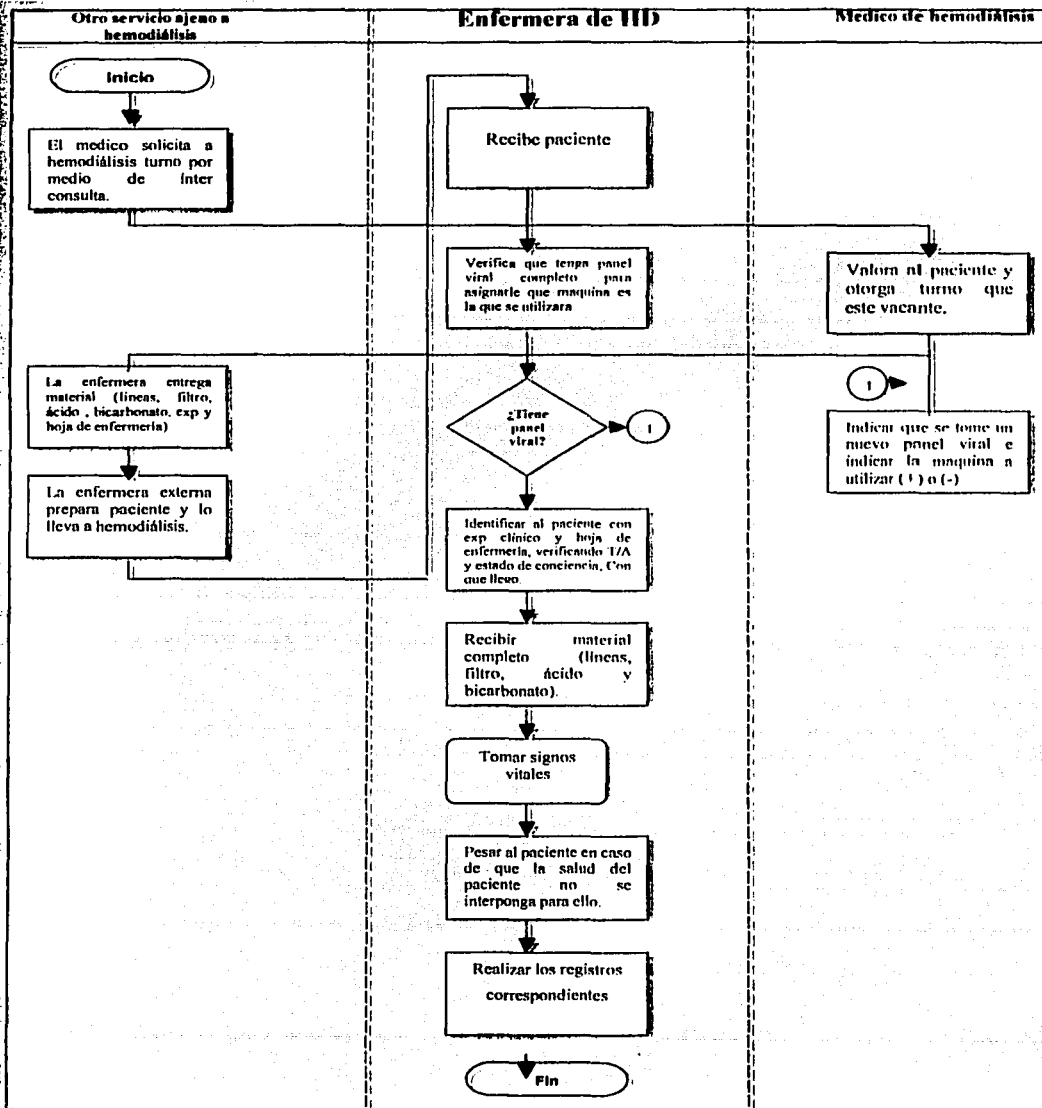 Otro servicio ajeno a
hemodiálisis
Enfermera de HD
Medico de hemodiálisis
Inicio
El medico solicita a
hemodiálisis turno por
medio de ínter
consulta.
Recibe paciente
Verifica que tenga panel
viral completo para
asignarle que maquina es
la que se utilizara
Valora al paciente y
otorga turno que
este vacante.
La enfermera entrega
material (líneas, filtro,
ácido , bicarbonato, exp y
hoja de enfermería)
La enfermera externa
prepara paciente y lo
lleva a hemodiálisis.
¿Tiene
panel
viral?
1
1
Indicar que se tome un
nuevo panel viral e
indicar la maquina a
utilizar (+) o (-)
Identificar al paciente con
exp clínico y hoja de
enfermería, verificando T/A
y estado de conciencia, Con
que llego.
Recibir material
completo (líneas,
filtro, ácido y
bicarbonato).
Tomar signos
vitales
Pesar al paciente en caso
de que la salud del
paciente no se
interponga para ello.
Realizar los registros
correspondientes
Fin